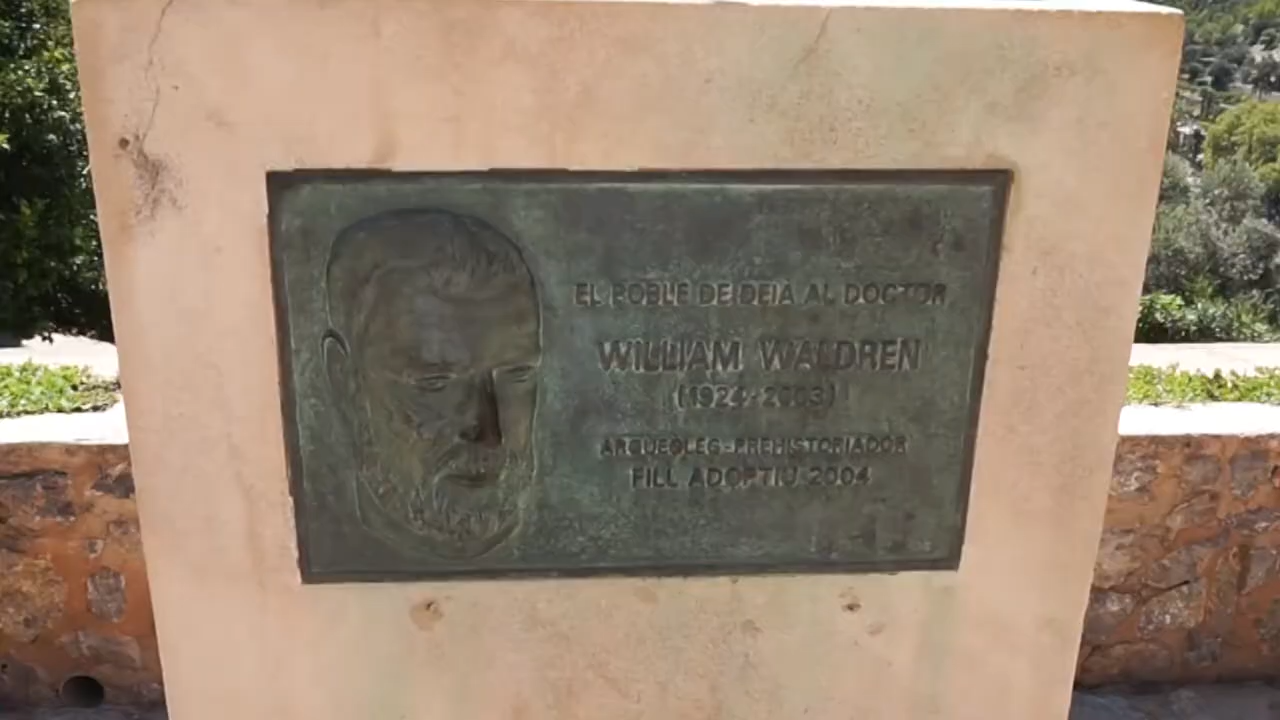 EL POBLE DE DEIA AL DOCTOR
WILLIAM WALDREN
(1924-2003)
ARQUEOLEG-PREHISTORIADOR
FILL ADOPTIU 2004